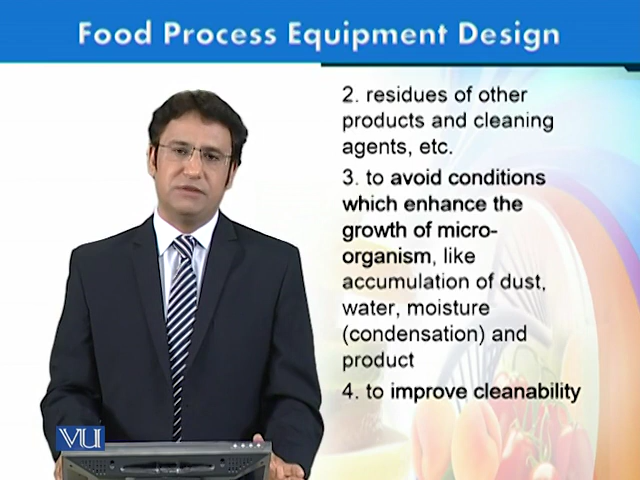 Food Process Equipment Design
2. residues of other
products and cleaning
agents, etc.
3. to avoid conditions
which enhance the
growth of micro-
organism, like
accumulation of dust,
water, moisture
(condensation) and
product
4. to improve cleanability
VU